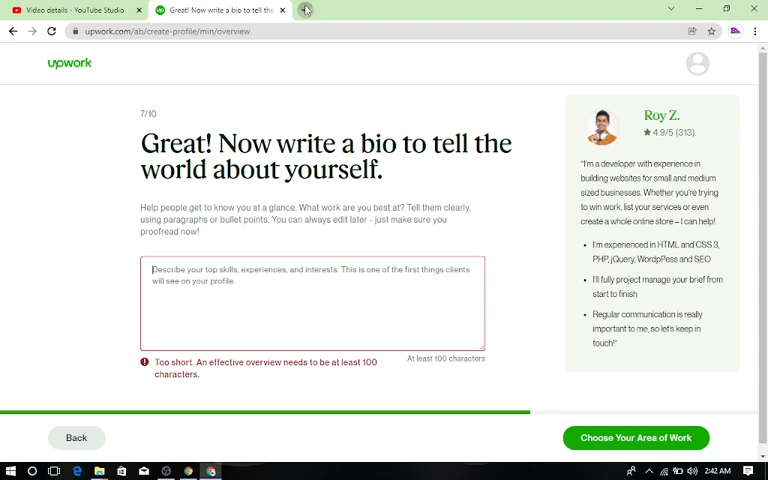 Video details - YouTube Studio
Great! Now write a bio to tell the
upwork.com/ab/create-profile/min/overview
upwork
7/10
Great! Now write a bio to tell the
world about yourself.
Help people get to know you at a glance. What work are you best at? Tell them clearly,
using paragraphs or bullet points. You can always edit later - just make sure you
proofread now!
Describe your top skills, experiences, and interests. This is one of the first things clients
will see on your profile.
Too short. An effective overview needs to be at least 100
characters.
At least 100 characters
Roy Z.
4.9/5 (313)
"I'm a developer with experience in
building websites for small and medium
sized businesses. Whether you're trying
to win work, list your services or even
create a whole online store – I can help!
I'm experienced in HTML and CSS 3,
PHP, jQuery, WordpPess and SEO
I'll fully project manage your brief from
start to finish
Regular communication is really
important to me, so let's keep in
touch!"
Back
Choose Your Area of Work
2:42 AM